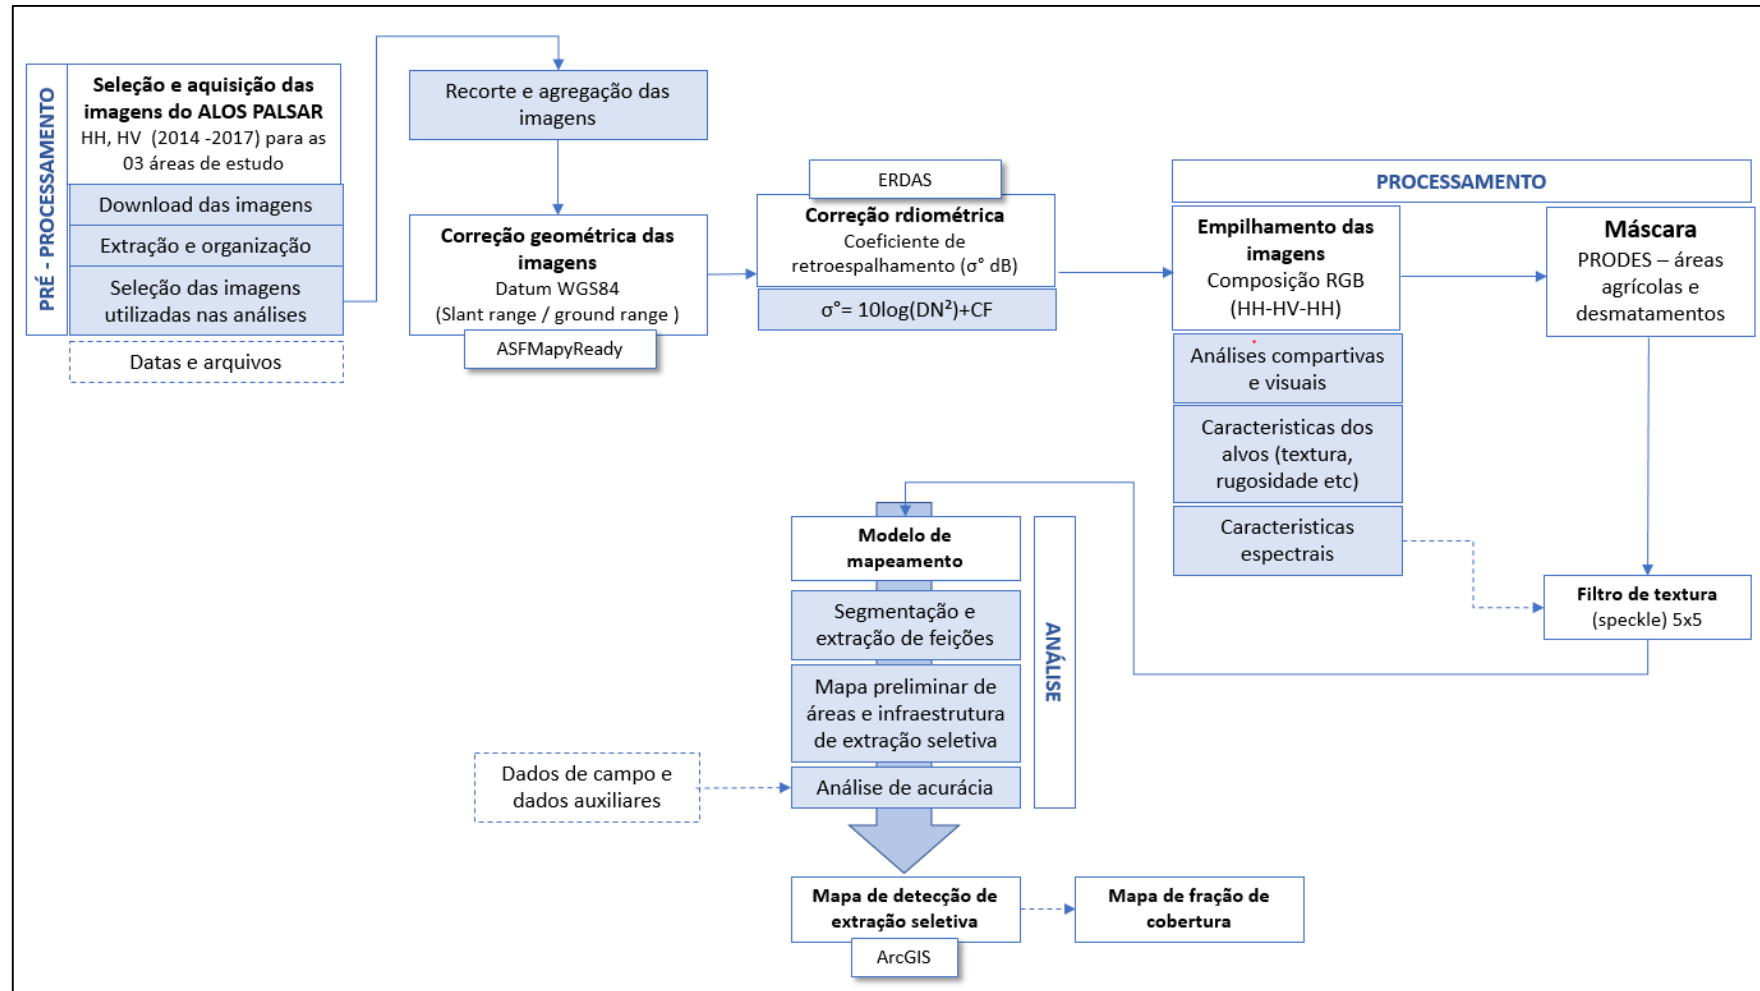 PRÉ - PROCESSAMENTO
Seleção e aquisição das
imagens do ALOS PALSAR
HH, HV (2014 -2017) para as
03 áreas de estudo
Download das imagens
Extração e organização
Seleção das imagens
utilizadas nas análises
Datas e arquivos
Recorte e agregação das
imagens
Correção geométrica das
imagens
Datum WGS84
(Slant range / ground range )
ASFMapyReady
ERDAS
Correção rdiométrica
Coeficiente de
retroespalhamento (σ° dB)
σ°= 10log(DN²)+CF
PROCESSAMENTO
Empilhamento das
imagens
Composição RGB
(HH-HV-HH)
Análises compartivas
e visuais
Caracteristicas dos
alvos (textura,
rugosidade etc)
Caracteristicas
espectrais
Máscara
PRODES – áreas
agrícolas e
desmatamentos
Filtro de textura
(speckle) 5x5
ANÁLISE
Modelo de
mapeamento
Segmentação e
extração de feições
Mapa preliminar de
áreas e infraestrutura
de extração seletiva
Análise de acurácia
Dados de campo e
dados auxiliares
Mapa de detecção de
extração seletiva
ArcGIS
Mapa de fração de
cobertura